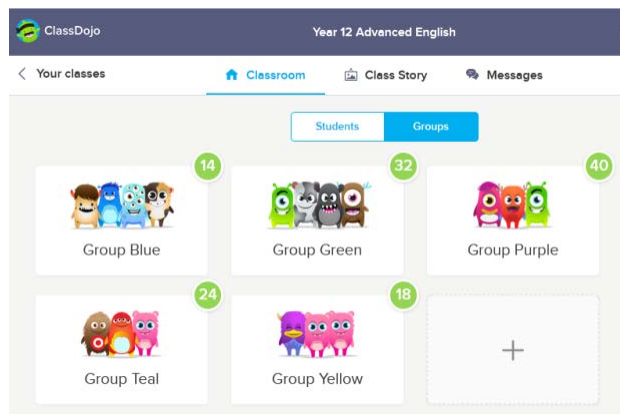 ClassDojo
Year 12 Advanced English
Your classes
Classroom
Class Story
Messages
Students
Groups
14
32
40
Group Blue
Group Green
Group Purple
24
18
Group Teal
Group Yellow
+